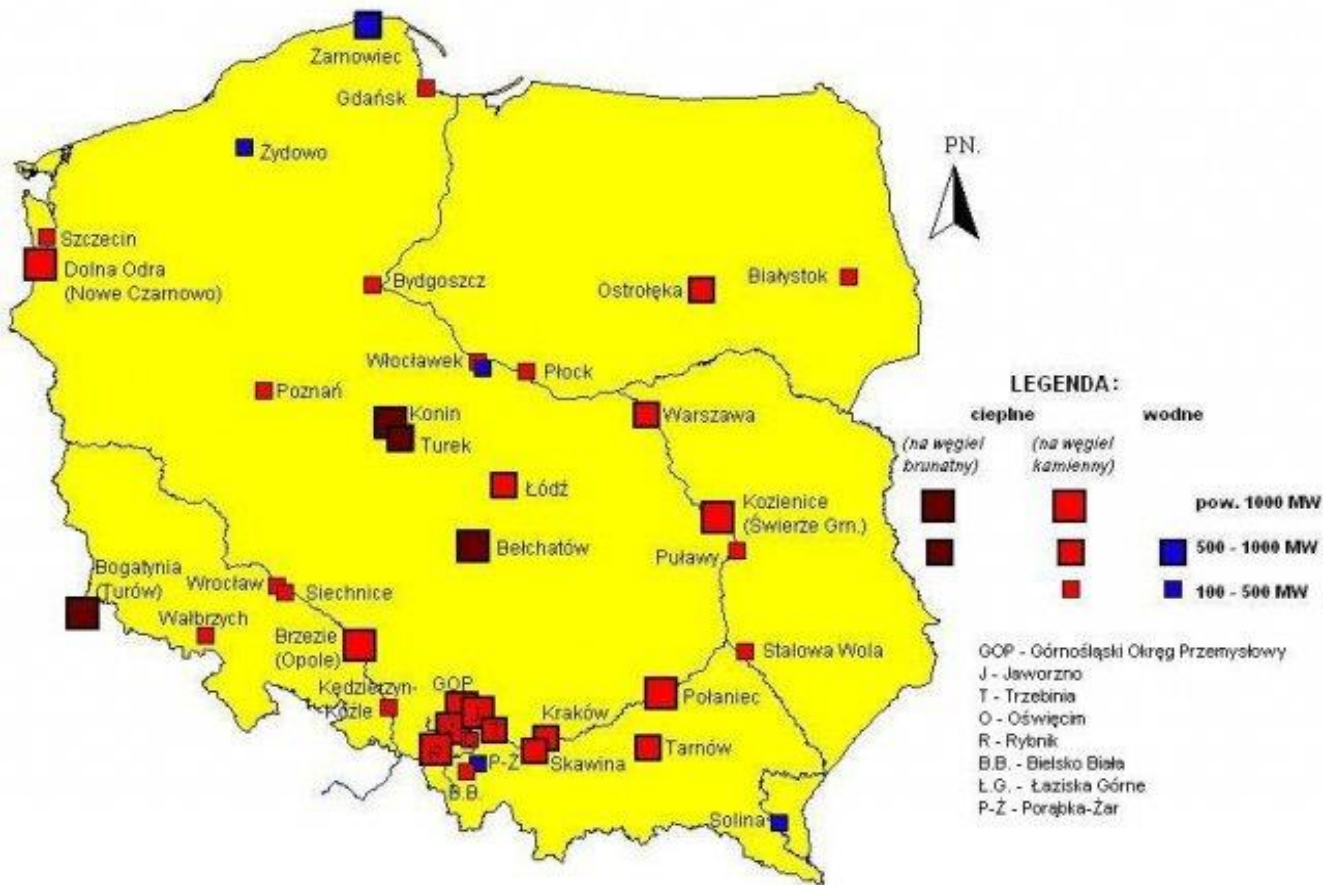 Żarnowiec
Gdańsk
Żydowo
PN.
Szczecin
Dolna Odra
(Nowe Czarnowo)
Bydgoszcz
Ostrołęka
Białystok
Włocławek
Płock
Poznań
Konin
Turek
Warszawa
Łódź
Kozienice
(Świerże Grn.)
Bełchatów
Puławy
Bogatynia
(Turów)
Wrocław
Siechnice
Wałbrzych
Brzezie
(Opole)
Stalowa Wola
Kędzierzyn-
Koźle
GOP
Kraków
Połaniec
Skawina
Tarnów
P-Ż
B.B.
Solina
LEGENDA:
cieplne wodne
(na węgiel (na węgiel
brunatny) kamienny)
pow. 1000 MW
500 - 1000 MW
100 - 500 MW
GOP - Górnośląski Okręg Przemysłowy
J - Jaworzno
T - Trzebinia
O - Oświęcim
R - Rybnik
B.B. - Bielsko Biała
Ł.G. - Łaziska Górne
P-Ż - Porąbka-Żar